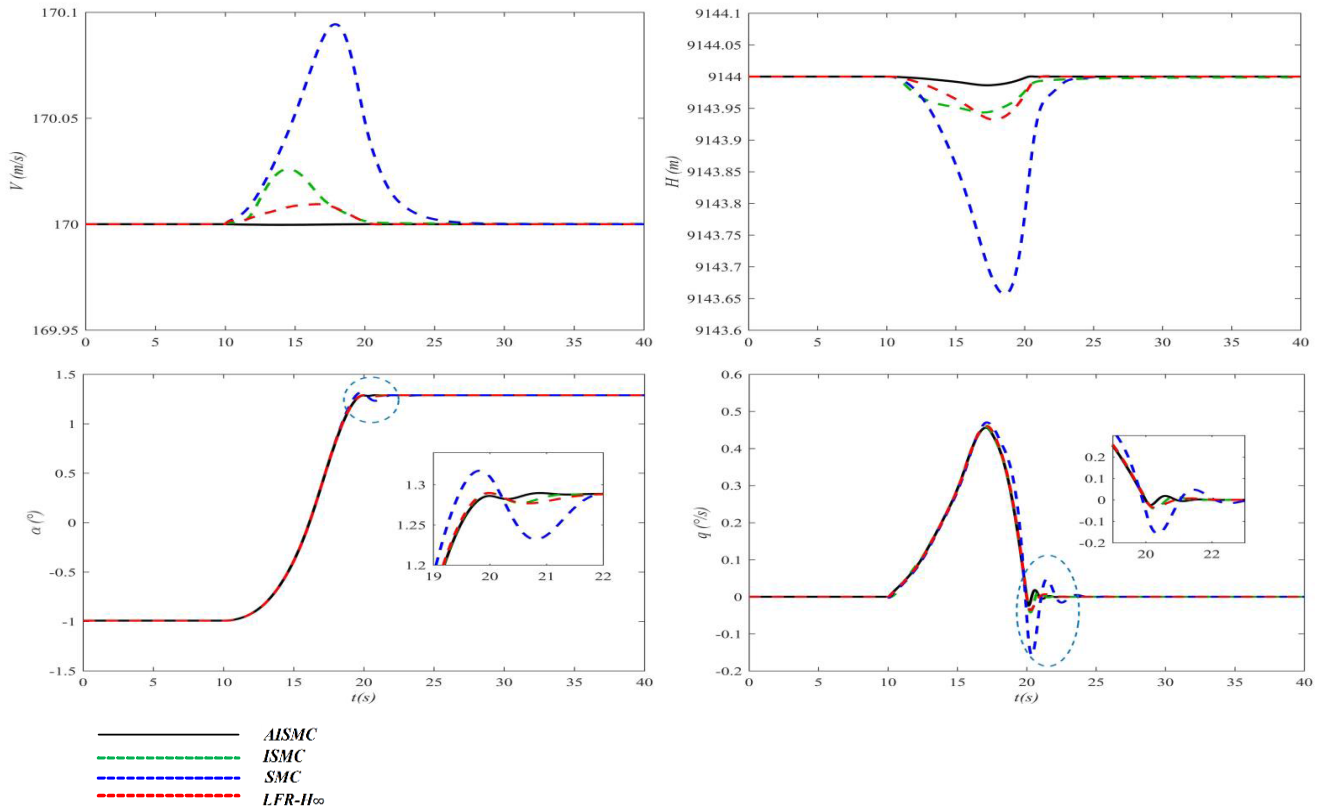 170.1
170.05
170
169.95
V (m/s)
0 5 10 15 20 25 30 35 40
9144.1
9144.05
9144
9143.95
9143.9
9143.85
9143.8
9143.75
9143.7
9143.65
9143.6
H (m)
0 5 10 15 20 25 30 35 40
1.5
1
0.5
0
-0.5
-1
-1.5
α (°)
1.3
1.25
1.2
19 20 21 22
0 5 10 15 20 25 30 35 40
t(s)
0.6
0.5
0.4
0.3
0.2
0.1
0
-0.1
-0.2
q (°/s)
0.2
0.1
0
-0.1
-0.2
20 22
0 5 10 15 20 25 30 35 40
t(s)
AISMC
ISMC
SMC
LFR-H∞